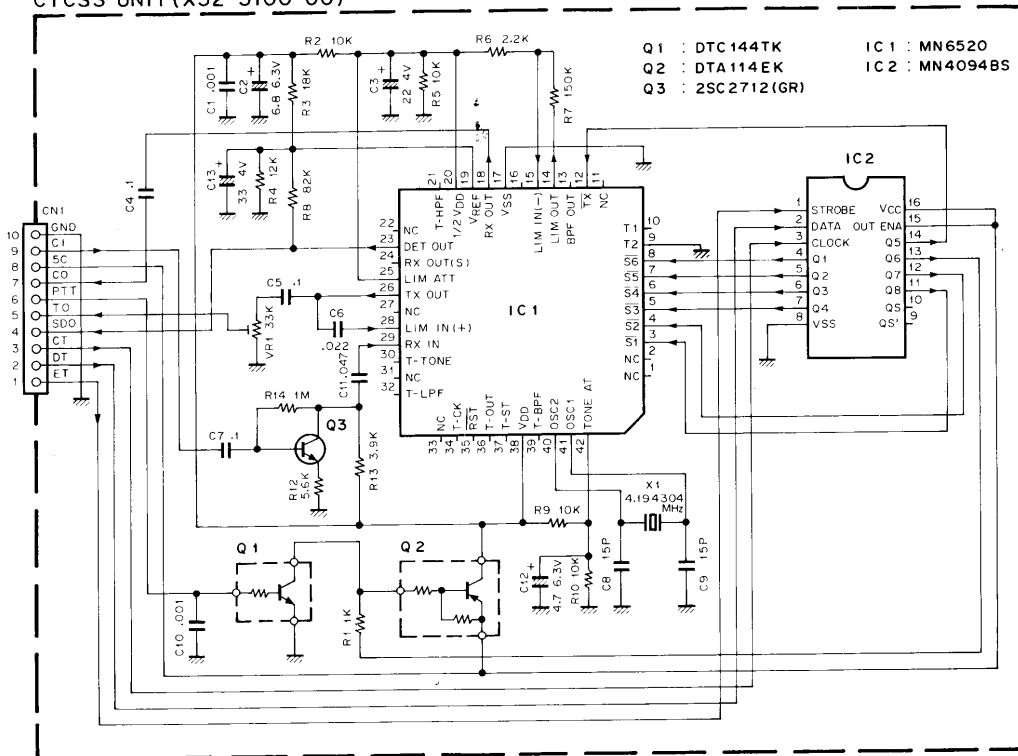 CTCSS UNIT (X52-3100-00)
Q1 : DTC144TK
Q2 : DTA114EK
Q3 : 2SC2712(GR)
IC1 : MN6520
IC2 : MN4094BS
R2 10K
R6 2.2K
C1 .001
C2 6.8 6.3V
+
R3 18K
C3 22 4V
+
R5 10K
R7 150K
C13 33 4V
+
R4 12K
R8 82K
C4 .1
CN1
10 GND
9 CI
8 5C
7 CO
6 PTT
5 TO
4 SDO
3 CT
2 DT
1 ET
IC1
21 T-HPF
20 1/2 VDD
19 VREF
18 RX OUT
17 VSS
16
15 LIM IN(-)
14 LIM OUT
13 BPF OUT
12 TX
11 NC
22 NC
23 DET OUT
24 RX OUT(S)
25 LIM ATT
26 TX OUT
27 NC
28 LIM IN(+)
29 RX IN
30 T-TONE
31 NC
32 T-LPF
T1 10
T2 9
S6 8
S5 7
S4 6
S3 5
S2 4
S1 3
NC 2
NC 1
33 NC
34 T-CK
35 RST
36 T-OUT
37 T-ST
38 VDD
39 T-BPF
40 OSC2
41 OSC1
42 TONE AT
IC2
1 STROBE
2 DATA
3 CLOCK
4 Q1
5 Q2
6 Q3
7 Q4
8 VSS
VCC 16
OUT ENA 15
Q5 14
Q6 13
Q7 12
Q8 11
QS 10
QS' 9
C5 .1
VR1 33K
C6 .022
C11 .047
R14 1M
Q3
C7 .1
R12 5.6K
R13 3.9K
R9 10K
X1 4.194304 MHz
C12 4.7 6.3V
+
R10 10K
C8 15P
C9 15P
Q1
Q2
C10 .001
R1 1K